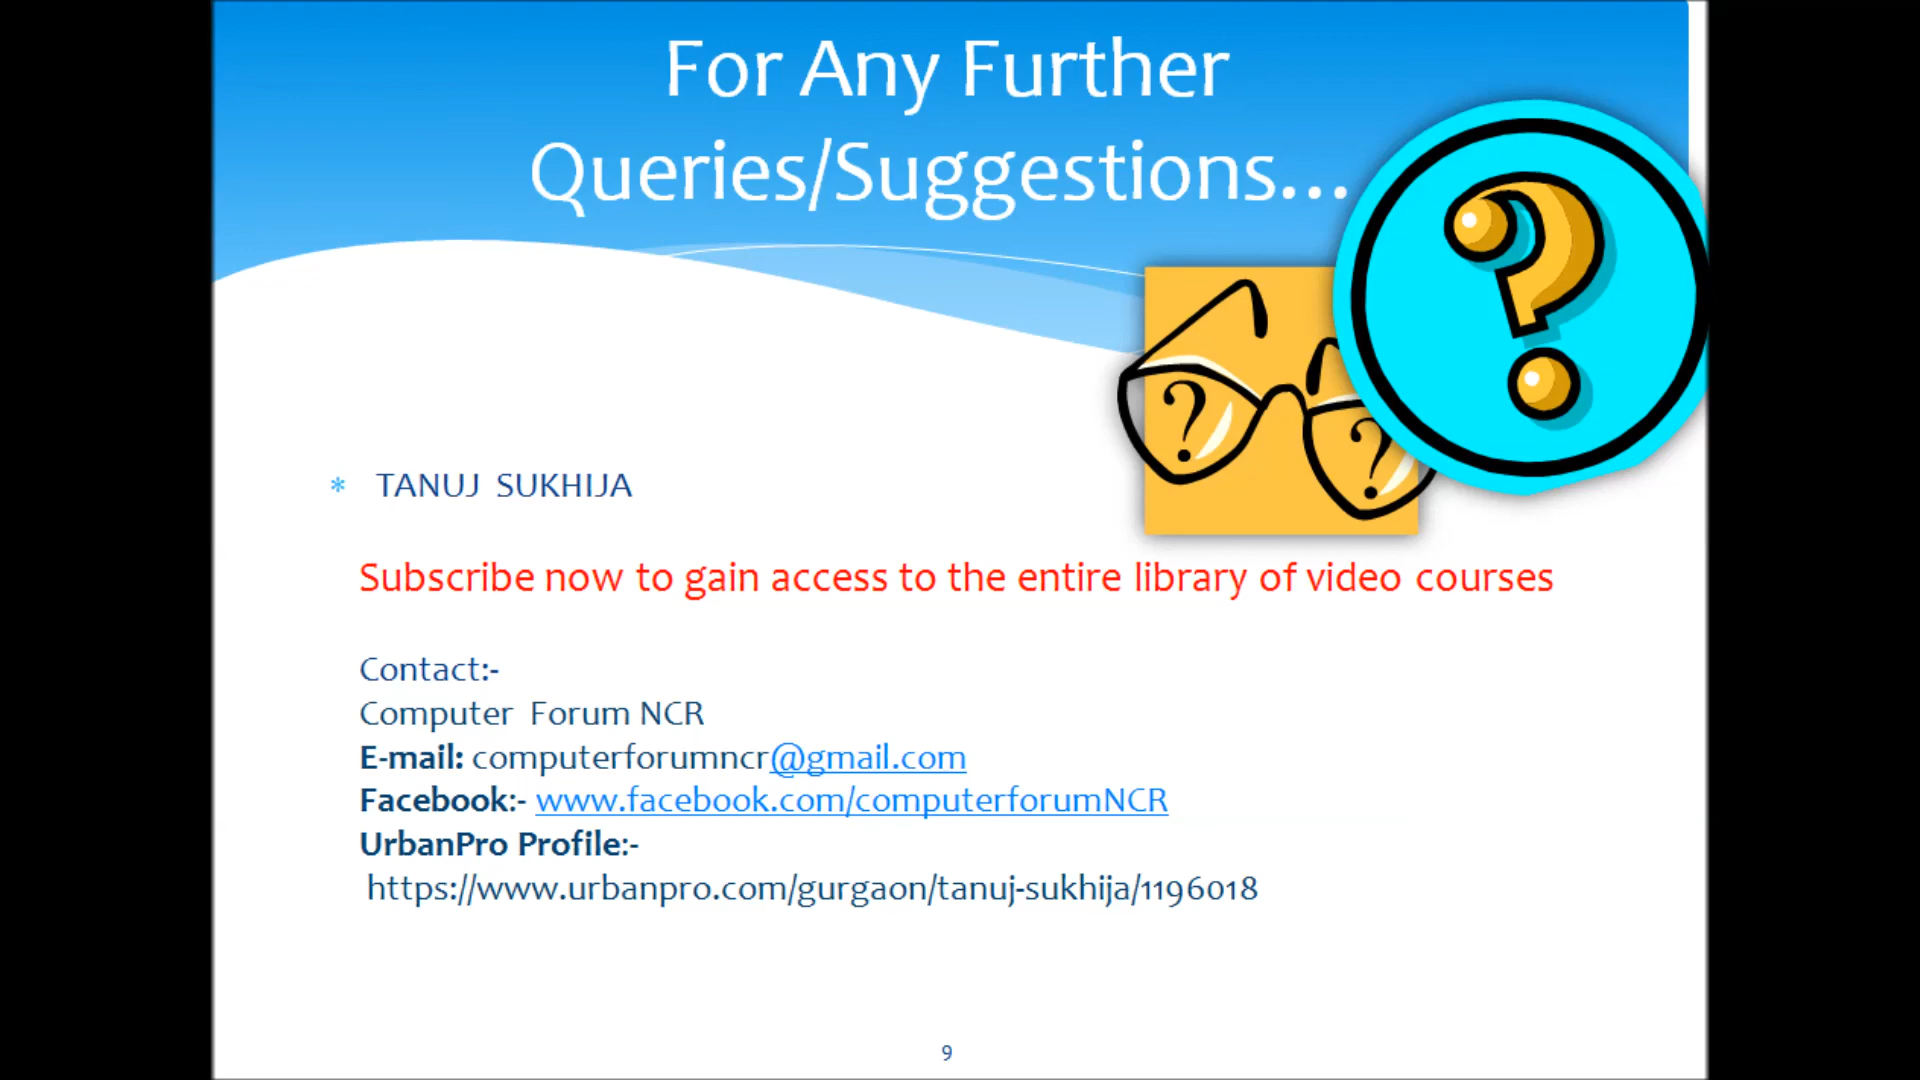 For Any Further
Queries/Suggestions...
? ?
?
* TANUJ SUKHIJA
Subscribe now to gain access to the entire library of video courses
Contact:-
Computer Forum NCR
E-mail: computerforumncr@gmail.com
Facebook:- www.facebook.com/computerforumNCR
UrbanPro Profile:-
https://www.urbanpro.com/gurgaon/tanuj-sukhija/1196018
9